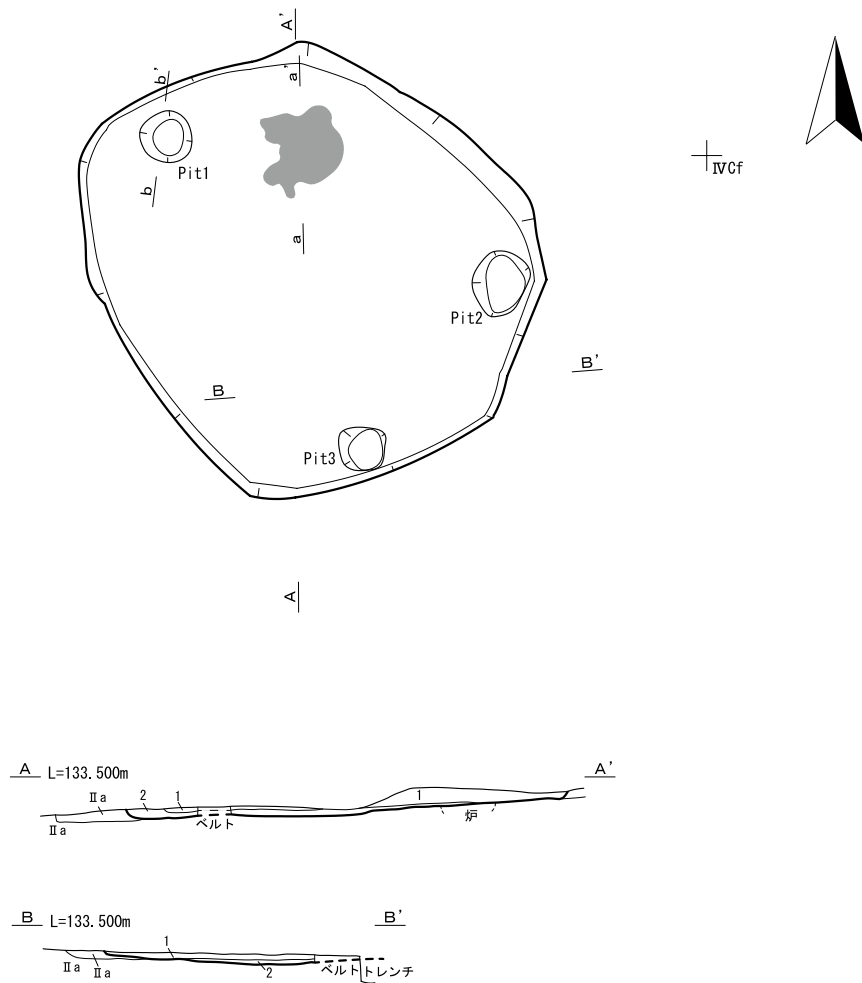 A'
b'
a'
Pit1
ⅣCf
b
a
Pit2
B'
B
Pit3
A
A L=133.500m A'
Ⅱa 2 1 1
Ⅱa ベルト 炉
B L=133.500m B'
1
Ⅱa Ⅱa 2 ベルト トレンチ